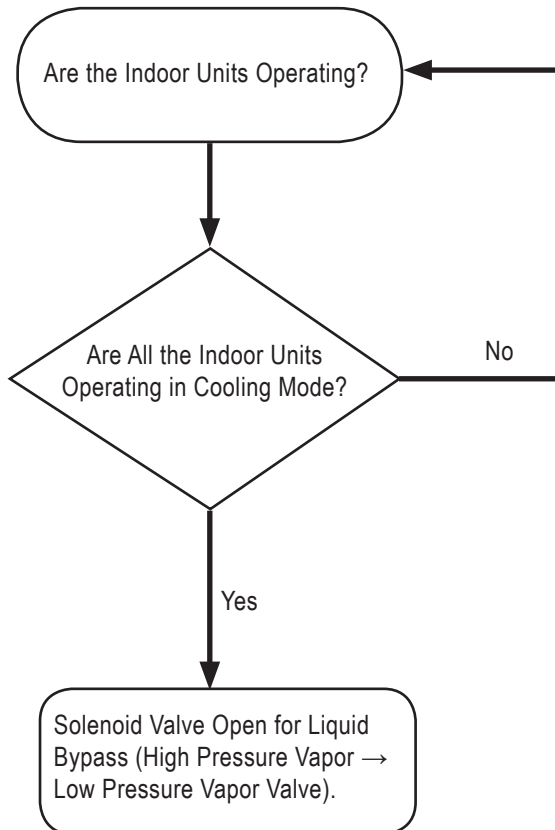 Are the Indoor Units Operating?
Are All the Indoor Units
Operating in Cooling Mode?
No
Yes
Solenoid Valve Open for Liquid
Bypass (High Pressure Vapor →
Low Pressure Vapor Valve).